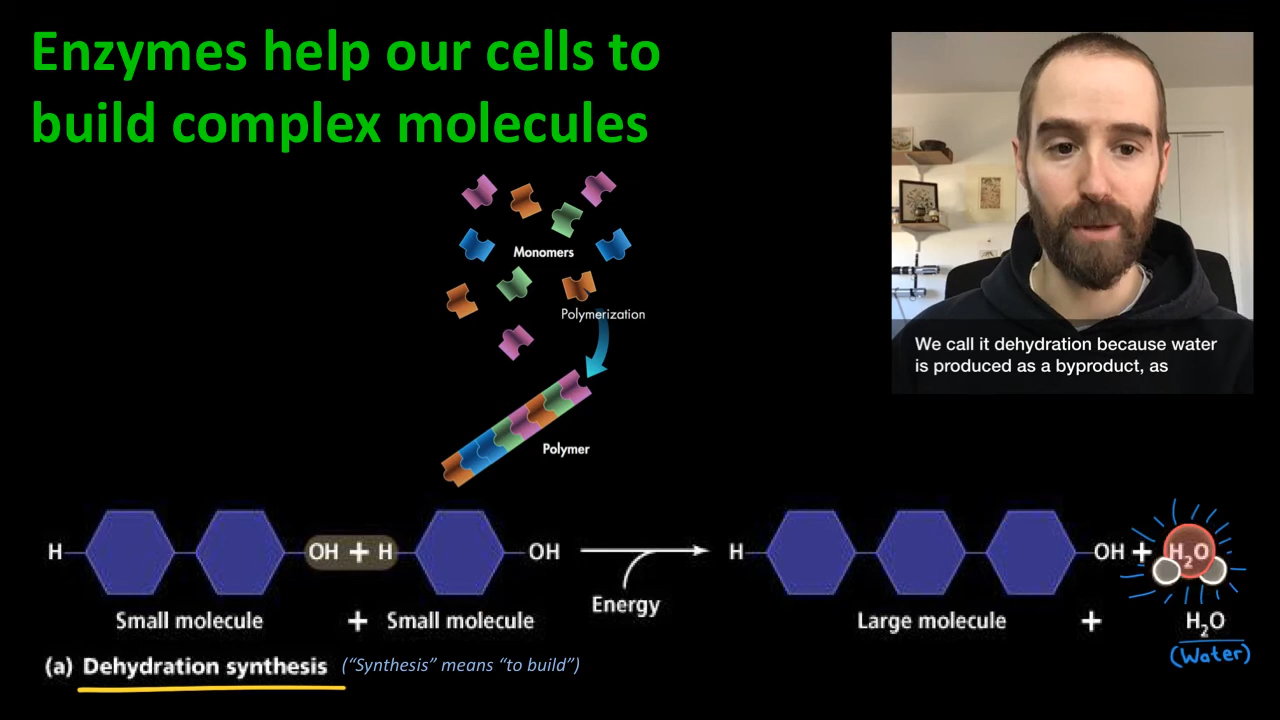 Enzymes help our cells to
build complex molecules
Monomers
Polymerization
Polymer
We call it dehydration because water
is produced as a byproduct, as
H OH + H OH Energy H OH + H₂O
Small molecule + Small molecule Large molecule + H₂O
(Water)
(a) Dehydration synthesis ("Synthesis" means "to build")